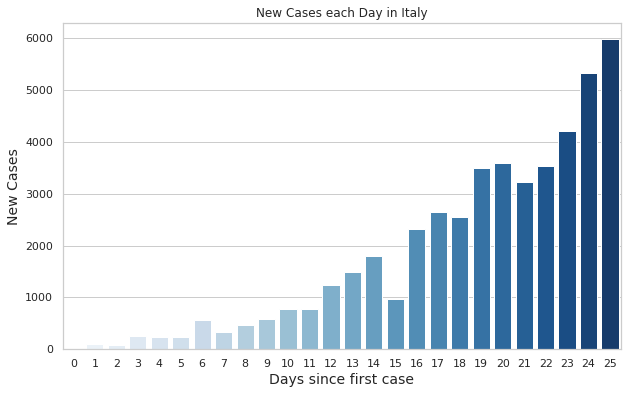 New Cases each Day in Italy
6000
5000
4000
3000
2000
1000
0
New Cases
0 1 2 3 4 5 6 7 8 9 10 11 12 13 14 15 16 17 18 19 20 21 22 23 24 25
Days since first case